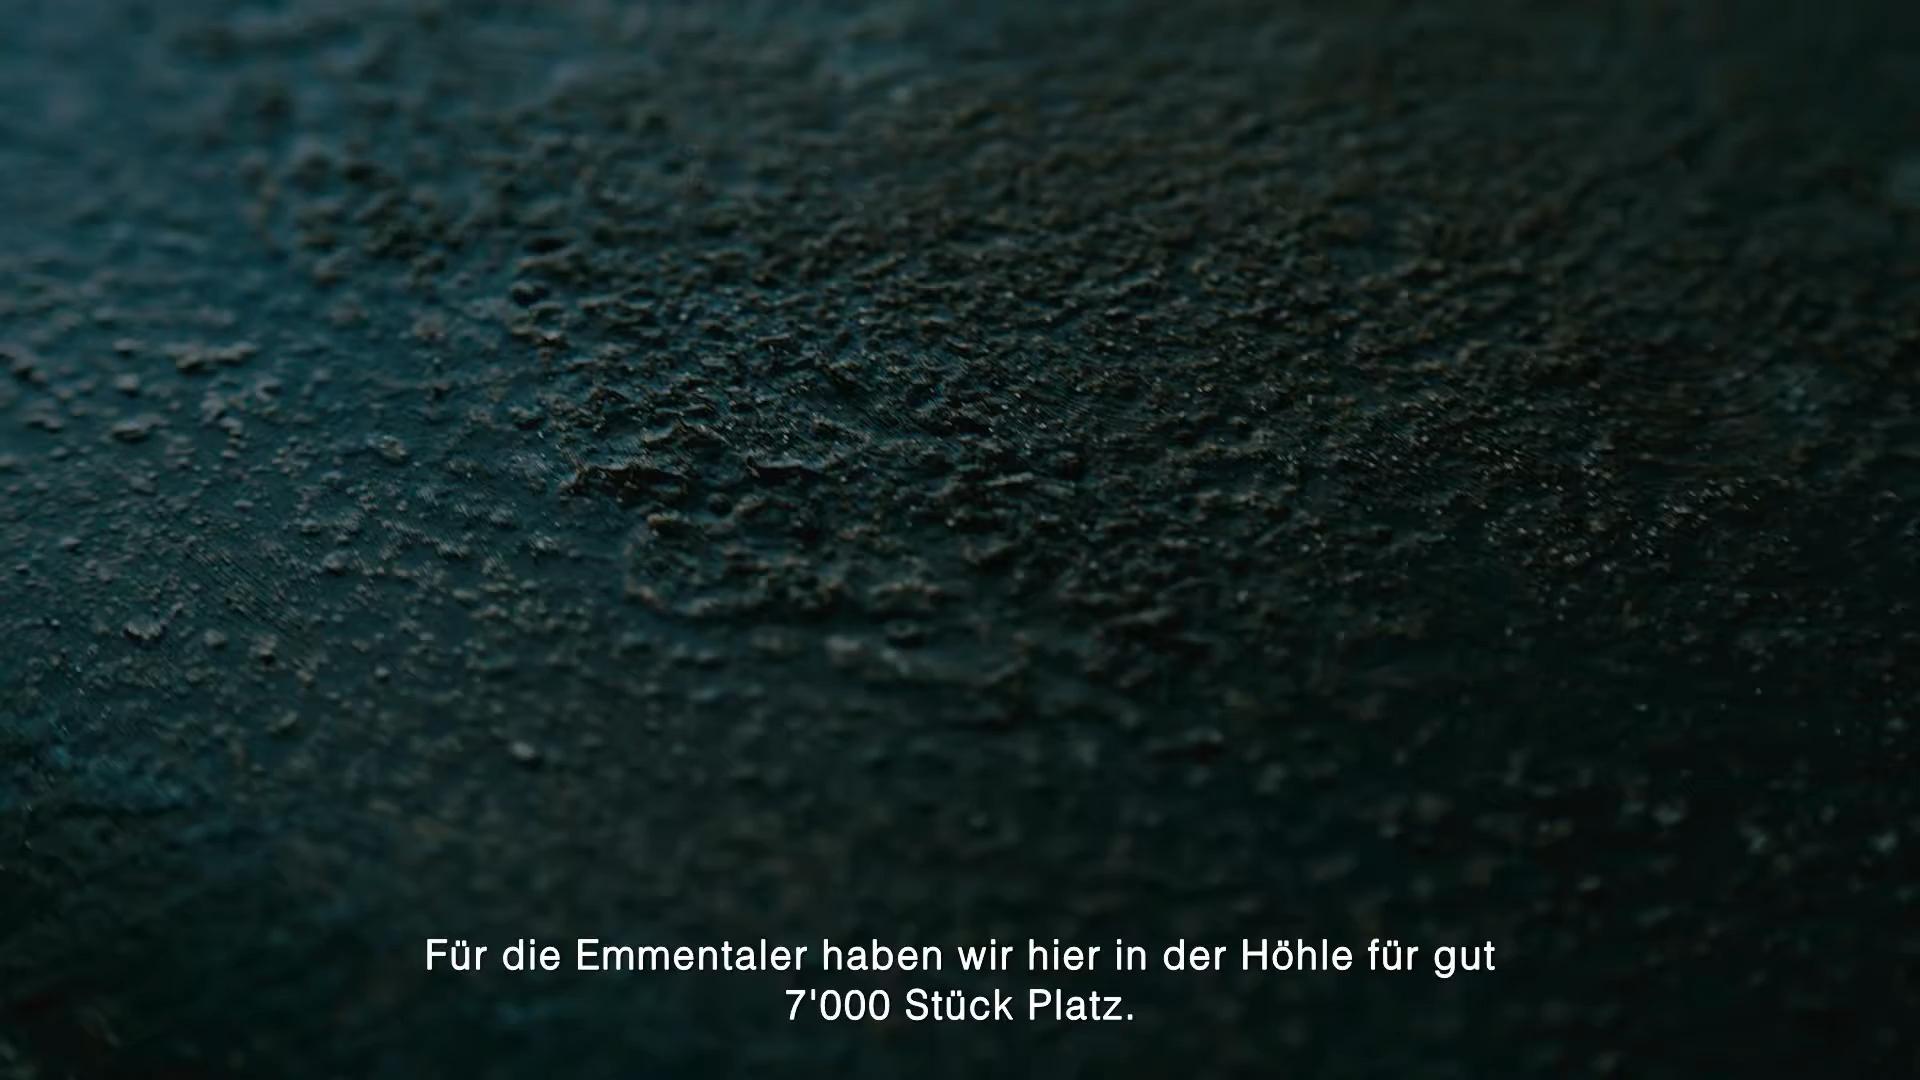 Für die Emmentaler haben wir hier in der Höhle für gut
7'000 Stück Platz.